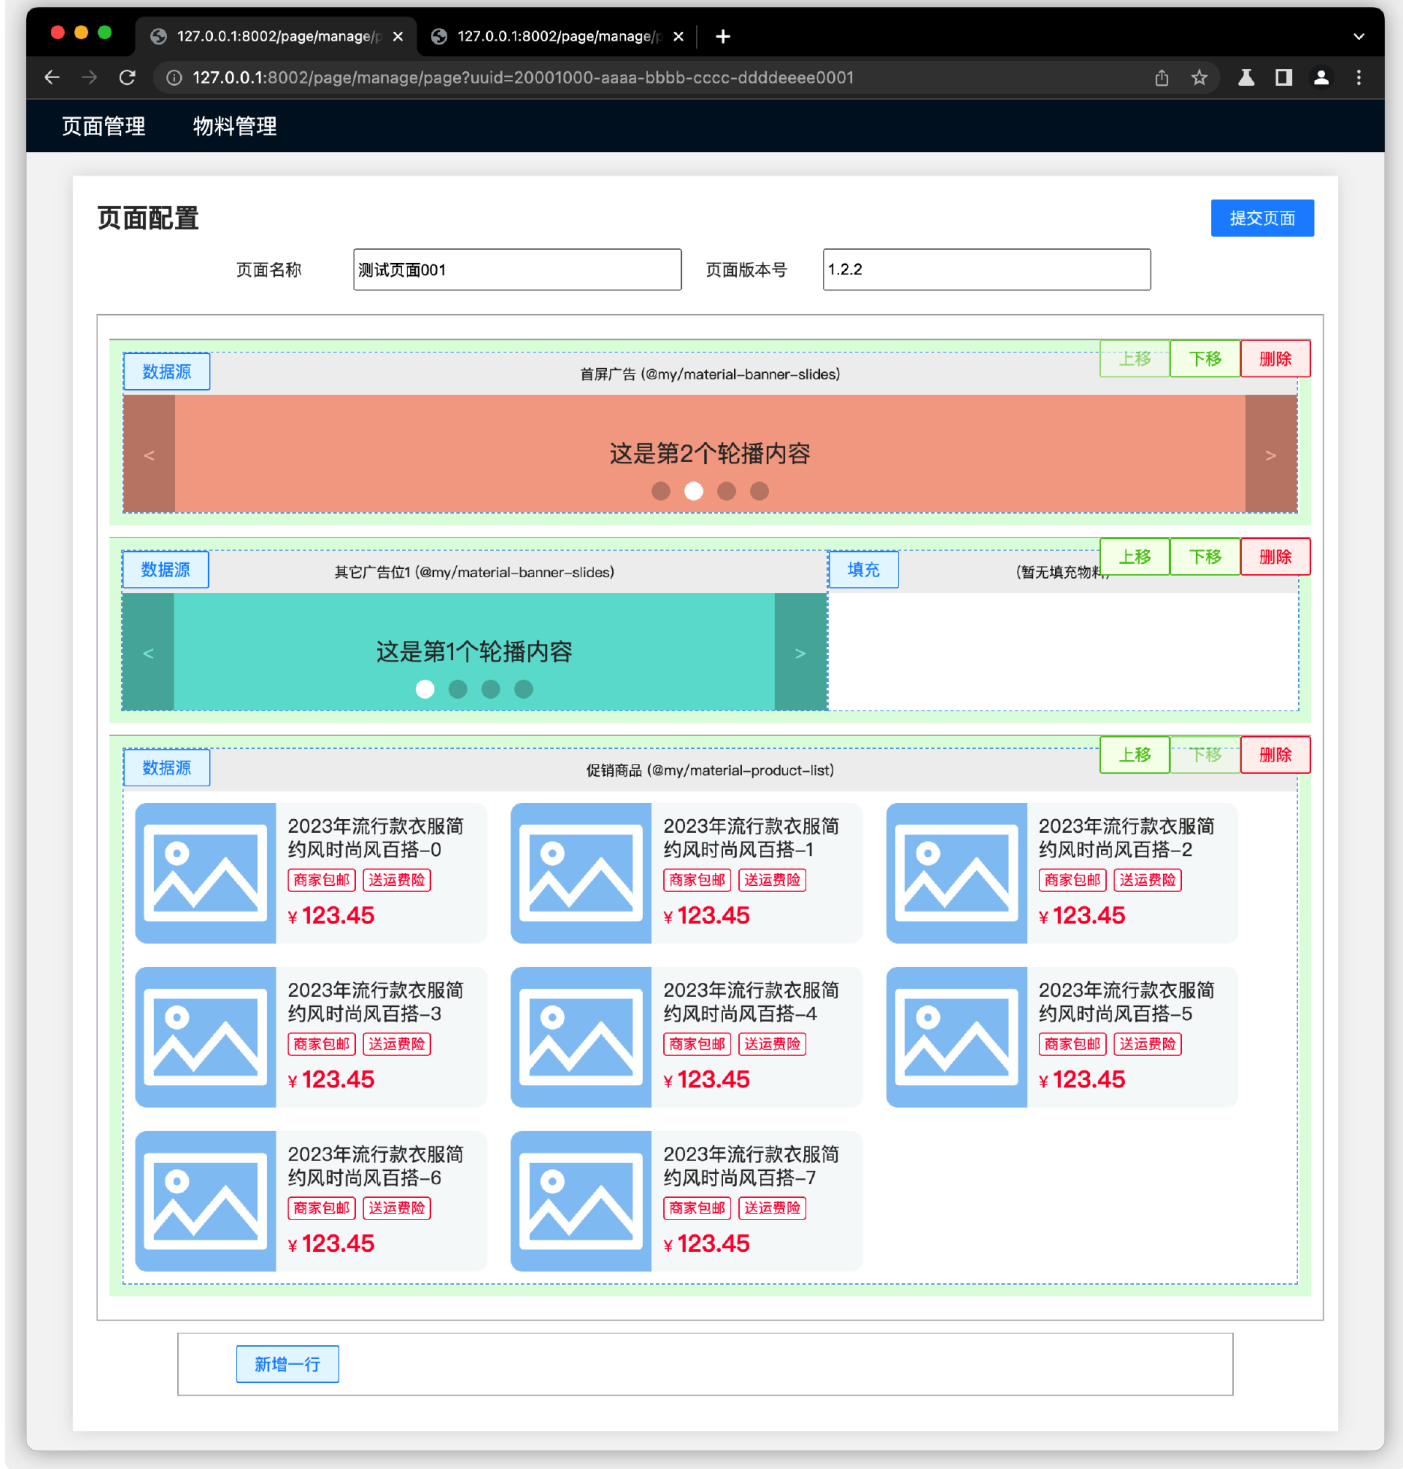 127.0.0.1:8002/page/manage/p
127.0.0.1:8002/page/manage/p
127.0.0.1:8002/page/manage/page?uuid=20001000-aaaa-bbbb-cccc-ddddeeee0001
页面管理 物料管理
页面配置
提交页面
页面名称 测试页面001 页面版本号 1.2.2
数据源 首屏广告 (@my/material-banner-slides) 上移 下移 删除
< 这是第2个轮播内容 >
数据源 其它广告位1 (@my/material-banner-slides) 填充 (暂无填充物料) 上移 下移 删除
< 这是第1个轮播内容 >
数据源 促销商品 (@my/material-product-list) 上移 下移 删除
2023年流行款衣服简
约风时尚风百搭-0
商家包邮 送运费险
¥ 123.45
2023年流行款衣服简
约风时尚风百搭-1
商家包邮 送运费险
¥ 123.45
2023年流行款衣服简
约风时尚风百搭-2
商家包邮 送运费险
¥ 123.45
2023年流行款衣服简
约风时尚风百搭-3
商家包邮 送运费险
¥ 123.45
2023年流行款衣服简
约风时尚风百搭-4
商家包邮 送运费险
¥ 123.45
2023年流行款衣服简
约风时尚风百搭-5
商家包邮 送运费险
¥ 123.45
2023年流行款衣服简
约风时尚风百搭-6
商家包邮 送运费险
¥ 123.45
2023年流行款衣服简
约风时尚风百搭-7
商家包邮 送运费险
¥ 123.45
新增一行